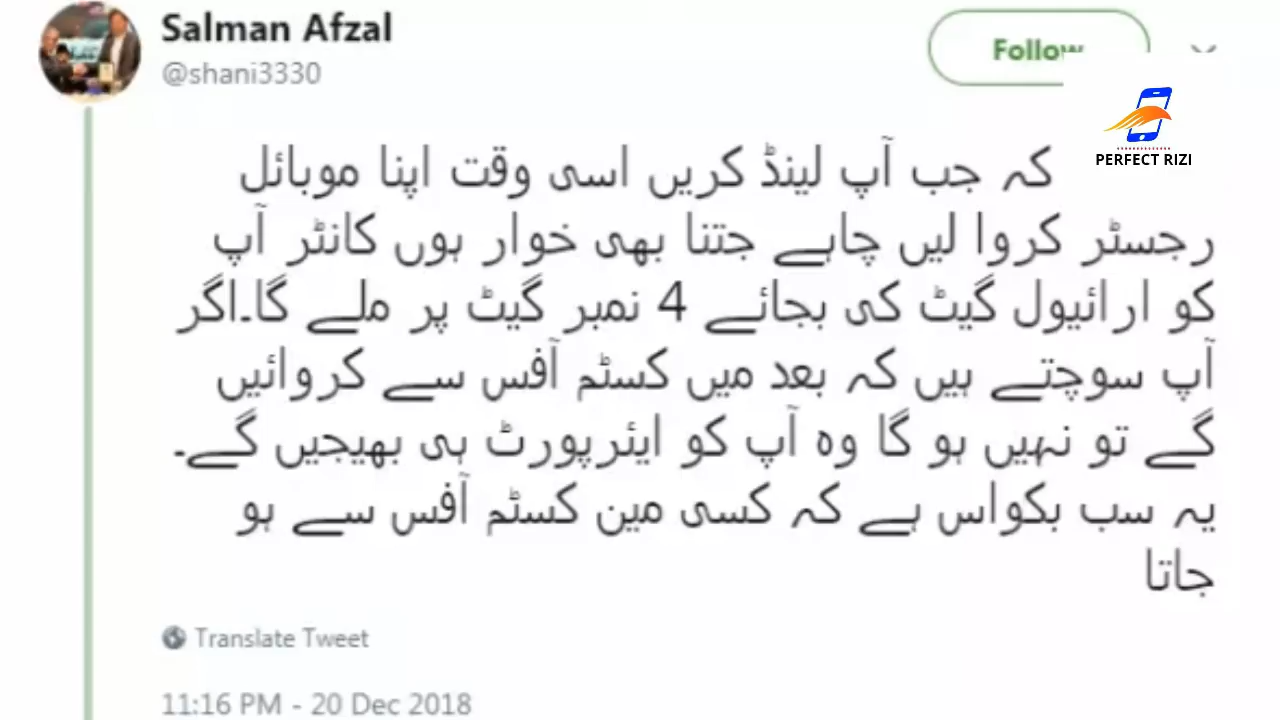 Salman Afzal
@shani3330
Follow
PERFECT RIZI
کہ جب آپ لینڈ کریں اسی وقت اپنا موبائل
رجسٹر کروا لیں چاہے جتنا بھی خوار ہوں کانٹر آپ
کو ارائیول گیٹ کی بجائے 4 نمبر گیٹ پر ملے گا۔اگر
آپ سوچتے ہیں کہ بعد میں کسٹم آفس سے کروائیں
گے تو نہیں ہو گا وہ آپ کو ایئرپورٹ ہی بھیجیں گے۔
یہ سب بکواس ہے کہ کسی مین کسٹم آفس سے ہو
جاتا
Translate Tweet
11:16 PM - 20 Dec 2018